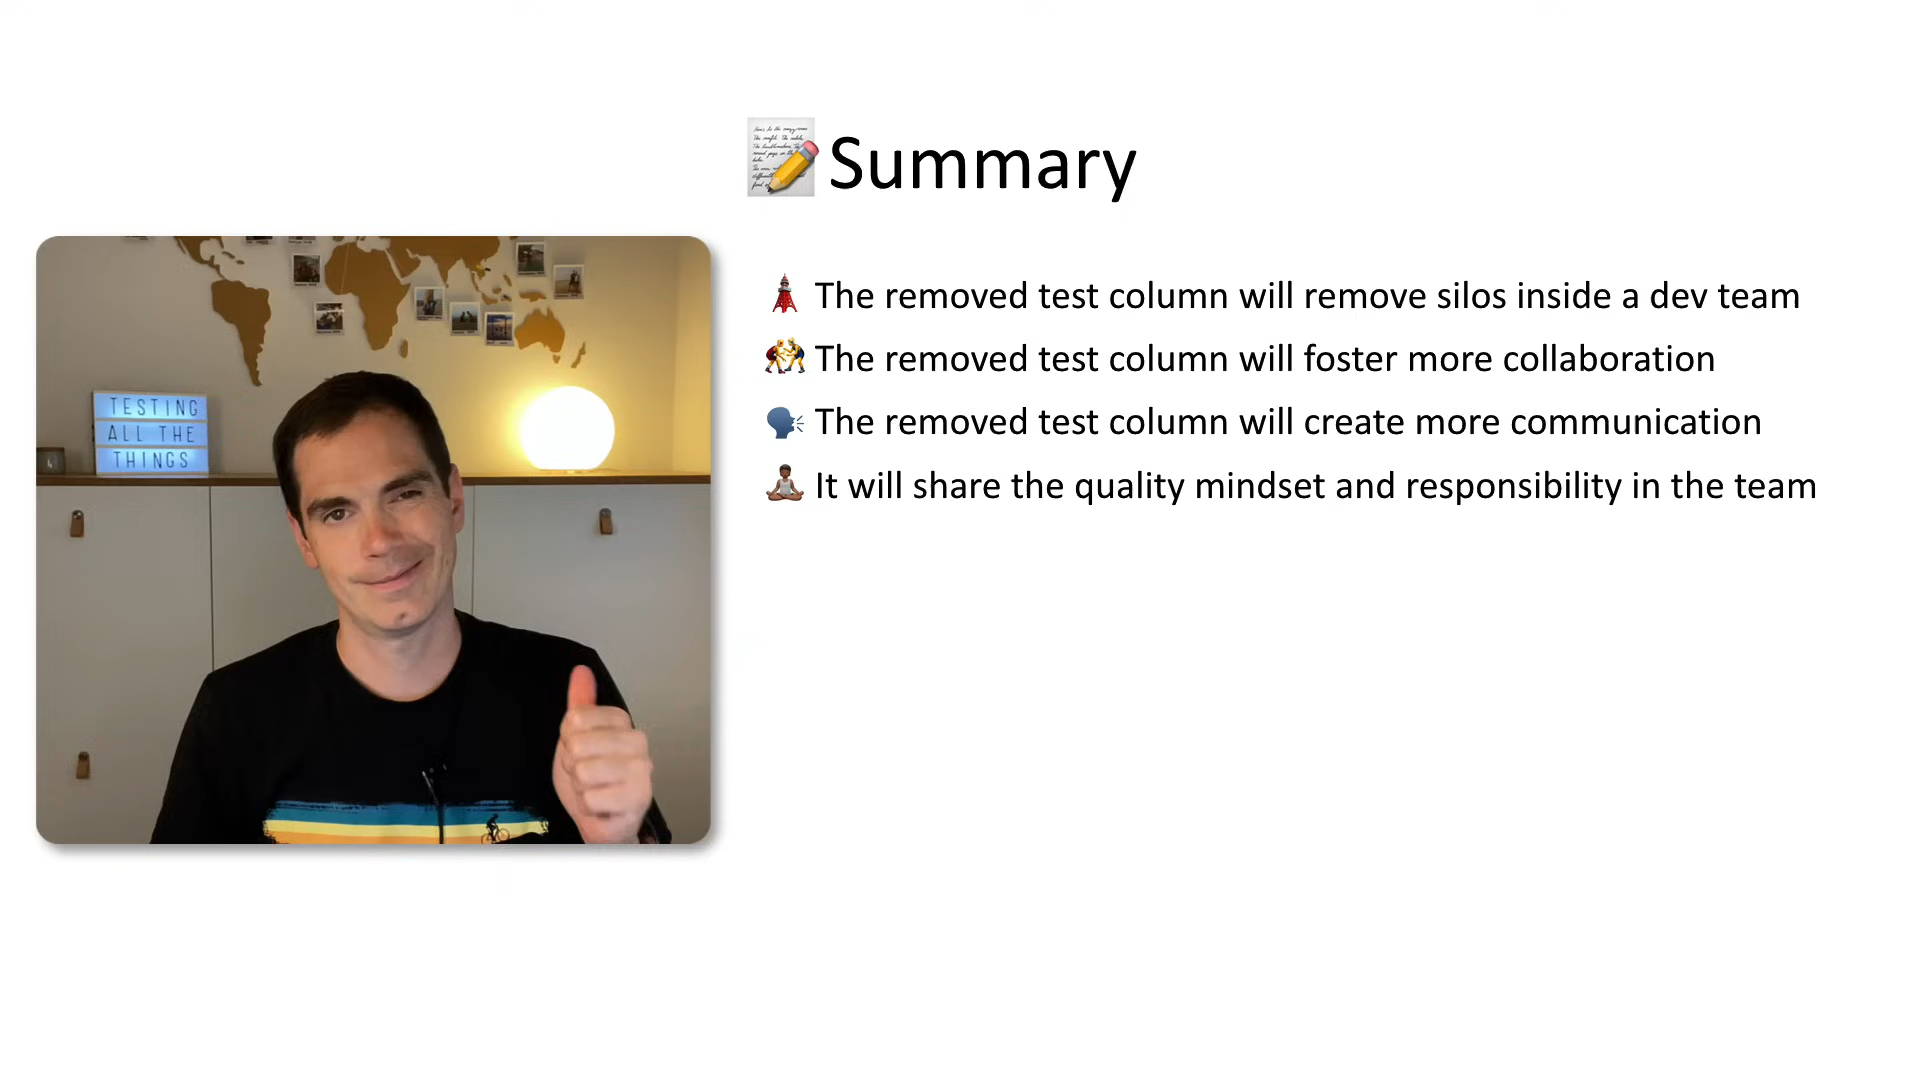 Summary
The removed test column will remove silos inside a dev team
The removed test column will foster more collaboration
The removed test column will create more communication
It will share the quality mindset and responsibility in the team
TESTING
ALL THE
THINGS